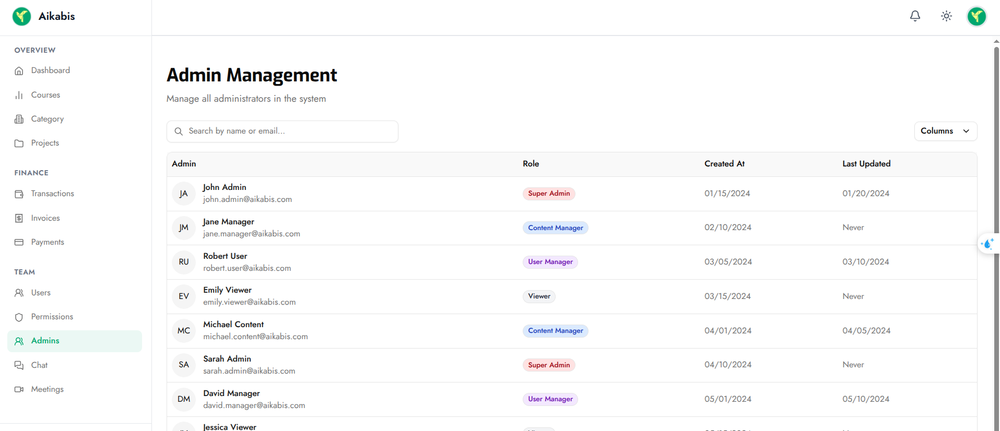 Aikabis
OVERVIEW
Dashboard
Courses
Category
Projects
FINANCE
Transactions
Invoices
Payments
TEAM
Users
Permissions
Admins
Chat
Meetings
Admin Management
Manage all administrators in the system
Search by name or email...
Columns
Admin Role Created At Last Updated
JA John Admin Super Admin 01/15/2024 01/20/2024
john.admin@aikabis.com
JM Jane Manager Content Manager 02/10/2024 Never
jane.manager@aikabis.com
RU Robert User User Manager 03/05/2024 03/10/2024
robert.user@aikabis.com
EV Emily Viewer Viewer 03/15/2024 Never
emily.viewer@aikabis.com
MC Michael Content Content Manager 04/01/2024 04/05/2024
michael.content@aikabis.com
SA Sarah Admin Super Admin 04/10/2024 Never
sarah.admin@aikabis.com
DM David Manager User Manager 05/01/2024 05/10/2024
david.manager@aikabis.com
Jessica Viewer